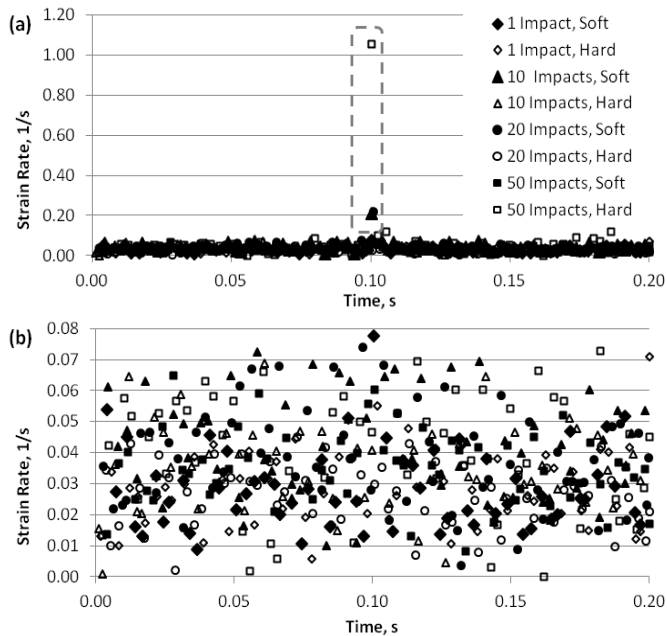 (a)
Strain Rate, 1/s
1.20
1.00
0.80
0.60
0.40
0.20
0.00
0.00 0.05 0.10 0.15 0.20
Time, s
1 Impact, Soft
1 Impact, Hard
10 Impacts, Soft
10 Impacts, Hard
20 Impacts, Soft
20 Impacts, Hard
50 Impacts, Soft
50 Impacts, Hard
(b)
Strain Rate, 1/s
0.08
0.07
0.06
0.05
0.04
0.03
0.02
0.01
0.00
0.00 0.05 0.10 0.15 0.20
Time, s